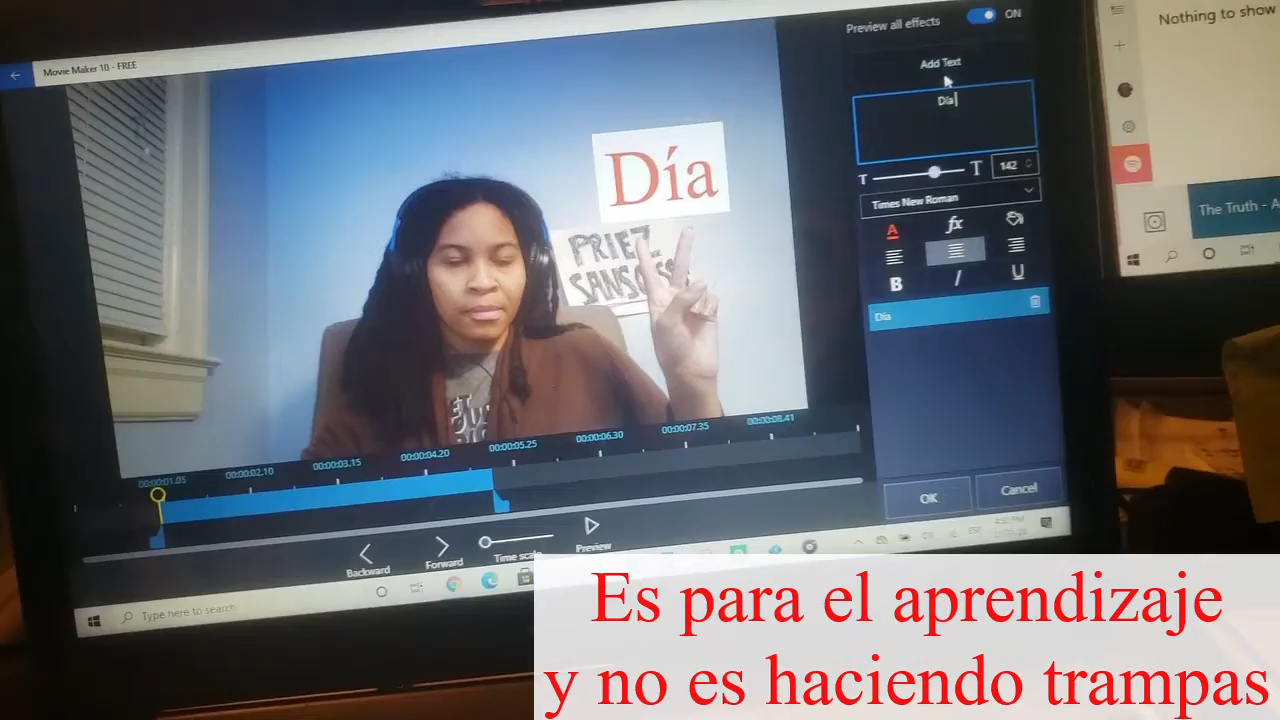 Movie Maker 10 - FREE
Preview all effects
ON
Add Text
Día
Día
T
T
142
Times New Roman
A
fx
B
I
U
Día
PRIEZ
00:00:01.05
00:00:02.10
00:00:03.15
00:00:04.20
00:00:05.25
00:00:06.30
00:00:07.35
00:00:08.41
OK
Cancel
Backward
Forward
Time scale
Preview
Type here to search
Nothing to show
The Truth - A
Es para el aprendizaje
y no es haciendo trampas